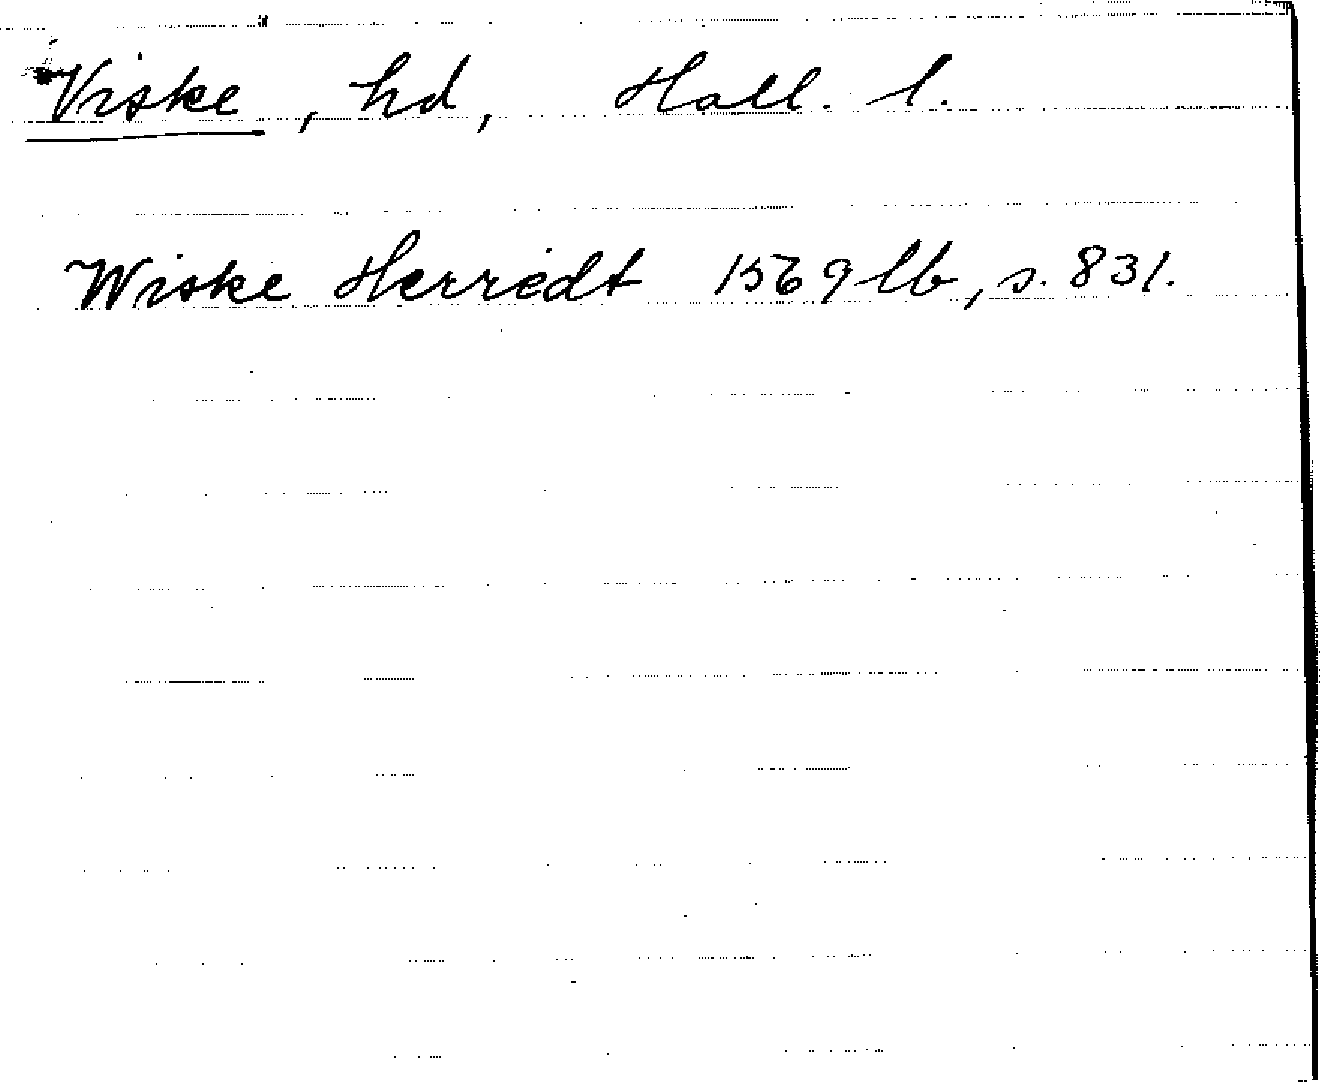 Viske, hd, Hall. l.
Wiske Herredt 1569 lb, s. 831.